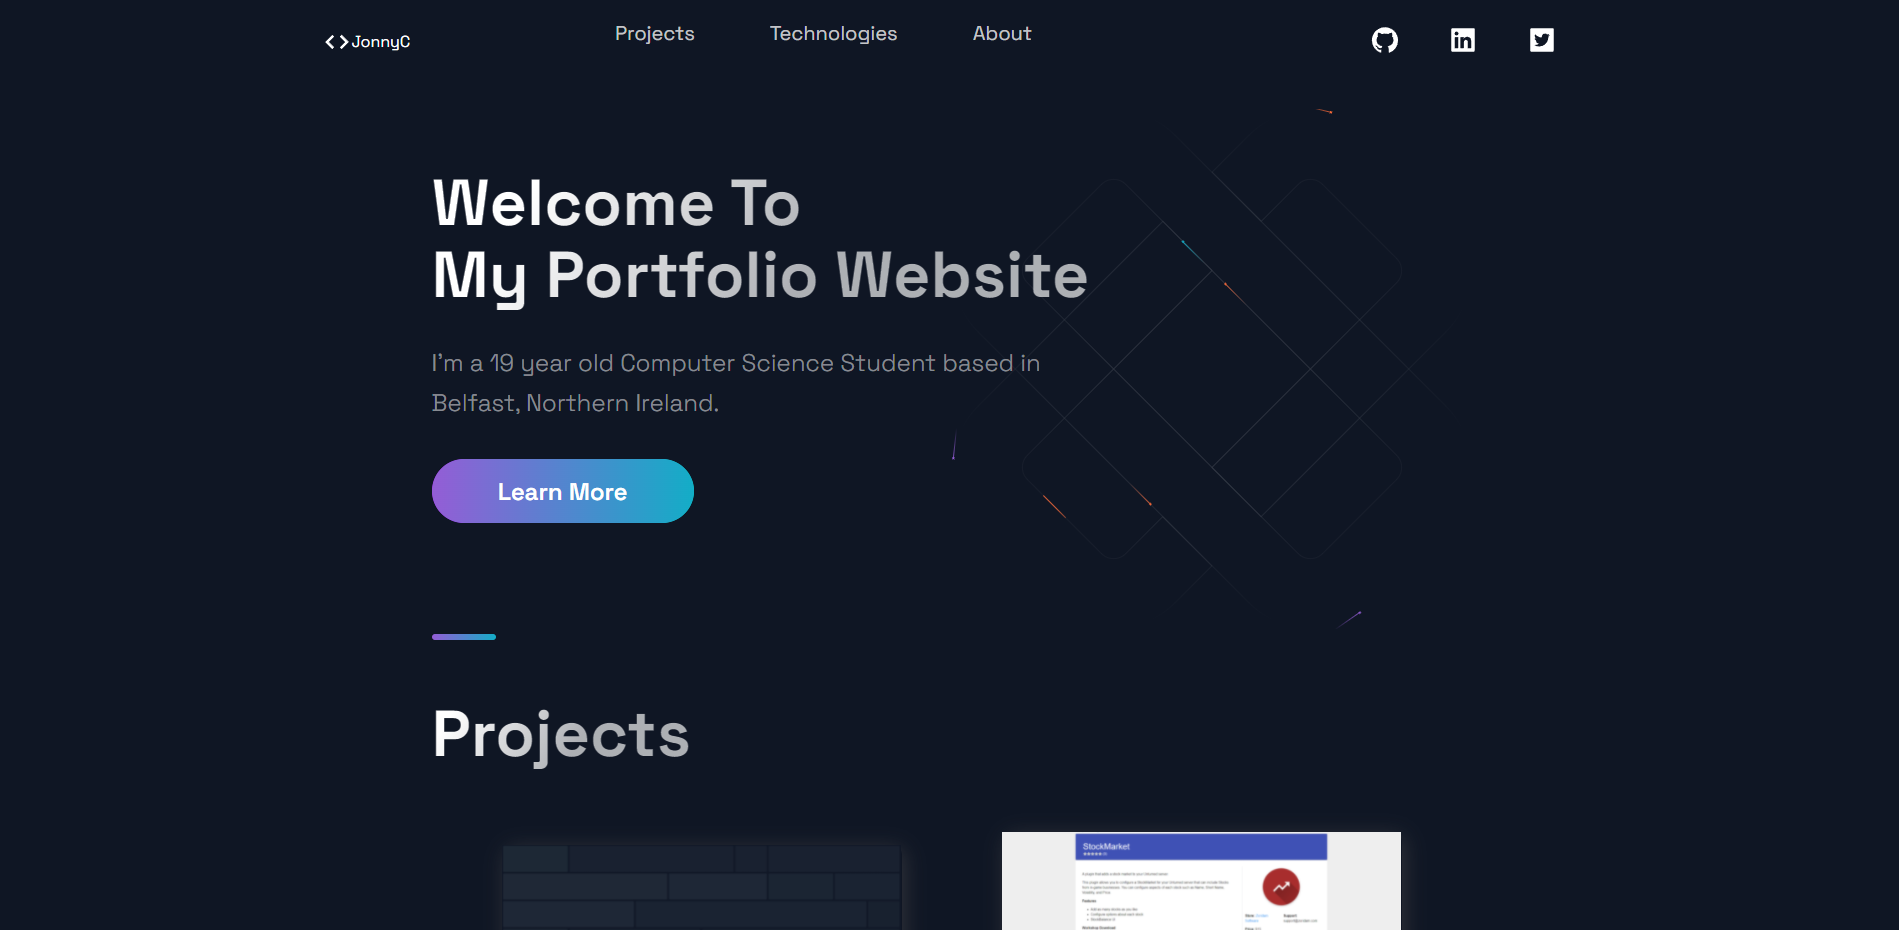 <>JonnyC
Projects
Technologies
About
Welcome To
My Portfolio Website
I'm a 19 year old Computer Science Student based in
Belfast, Northern Ireland.
Learn More
Projects
StockMarket
Features